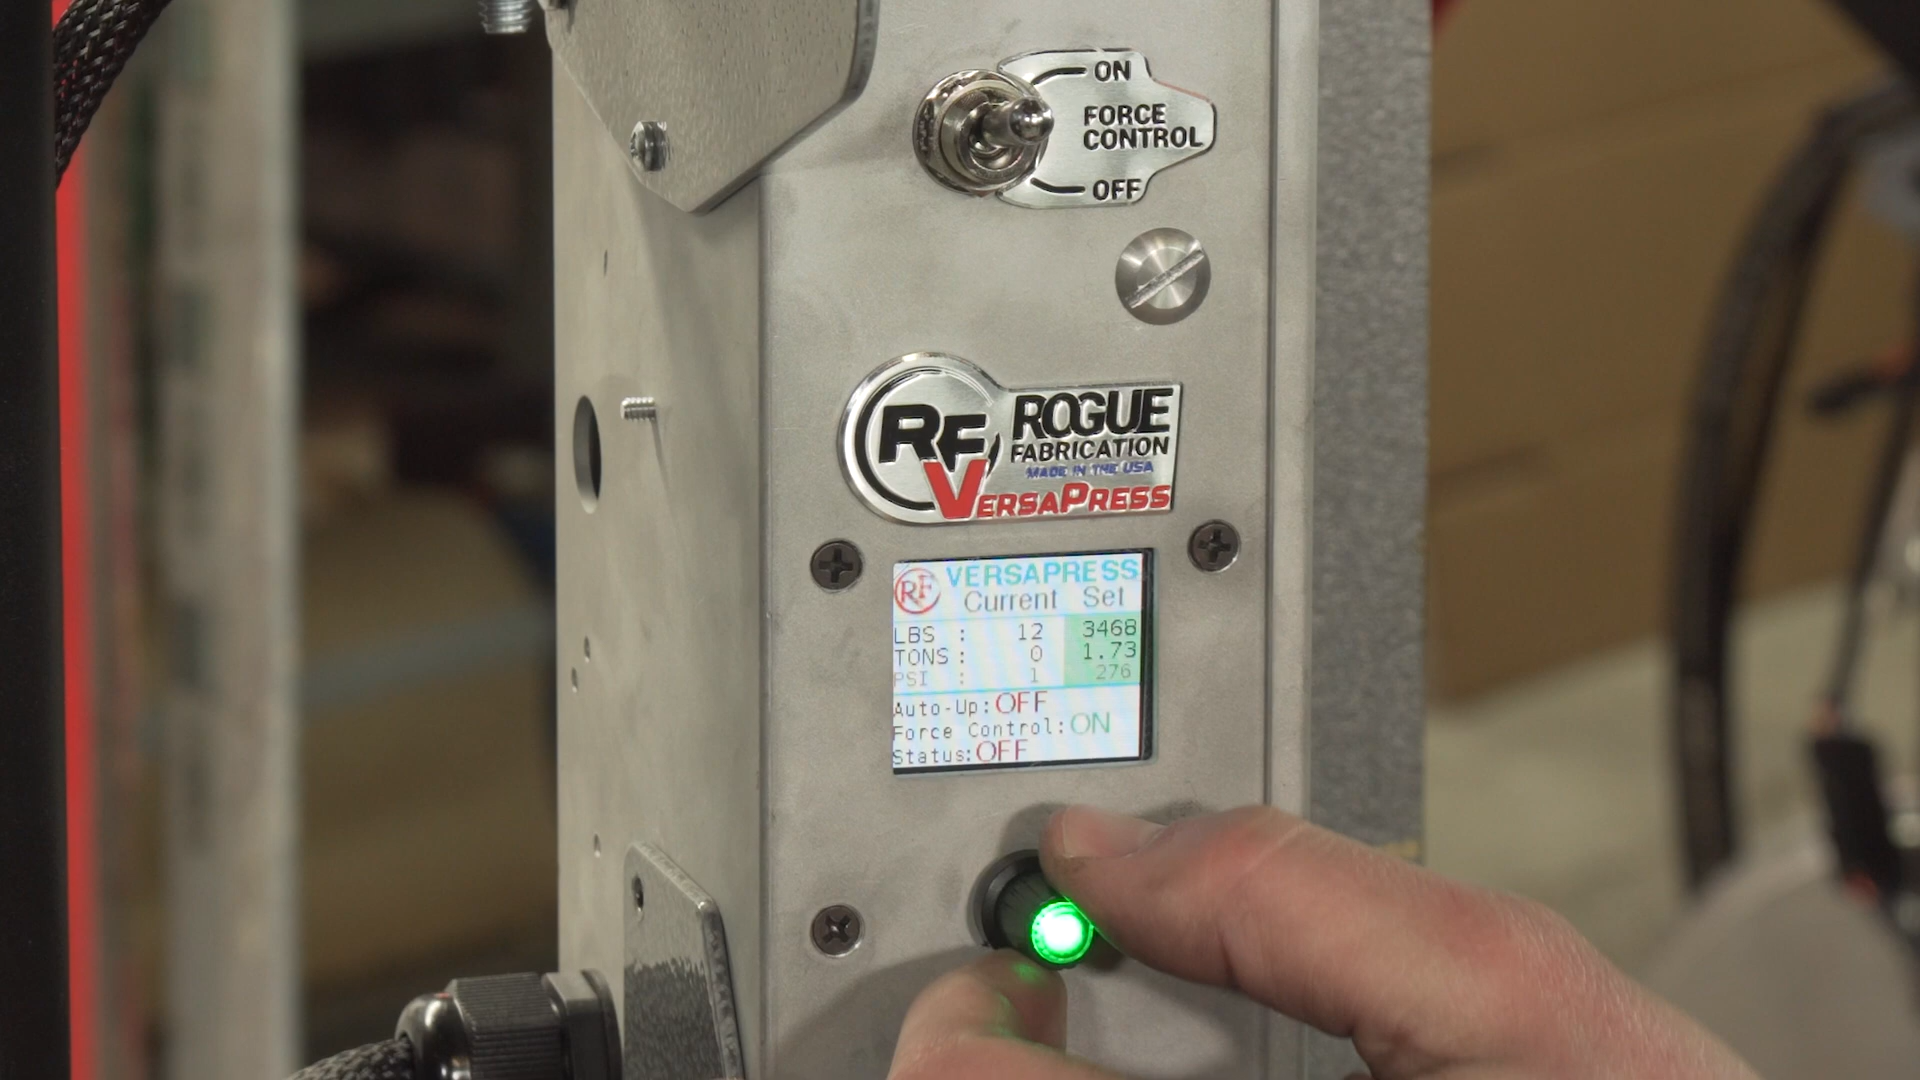 ON
FORCE
CONTROL
OFF
RF ROGUE
FABRICATION
MADE IN THE USA
VERSAPRESS
RF VERSAPRESS
Current Set
LBS : 12 3468
TONS : 0 1.73
PSI : 1 276
Auto-Up: OFF
Force Control: ON
Status: OFF